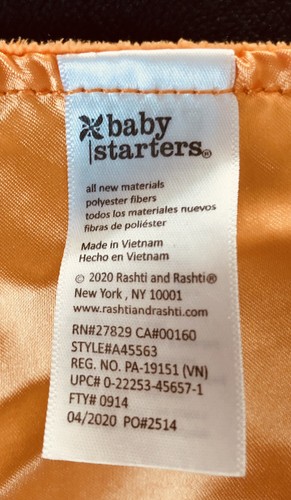 baby
starters®
all new materials
polyester fibers
todos los materiales nuevos
fibras de poliéster
Made in Vietnam
Hecho en Vietnam
© 2020 Rashti and Rashti®
New York , NY 10001
www.rashtiandrashti.com
RN#27829 CA#00160
STYLE#A45563
REG. NO. PA-19151 (VN)
UPC# 0-22253-45657-1
FTY# 0914
04/2020 PO#2514